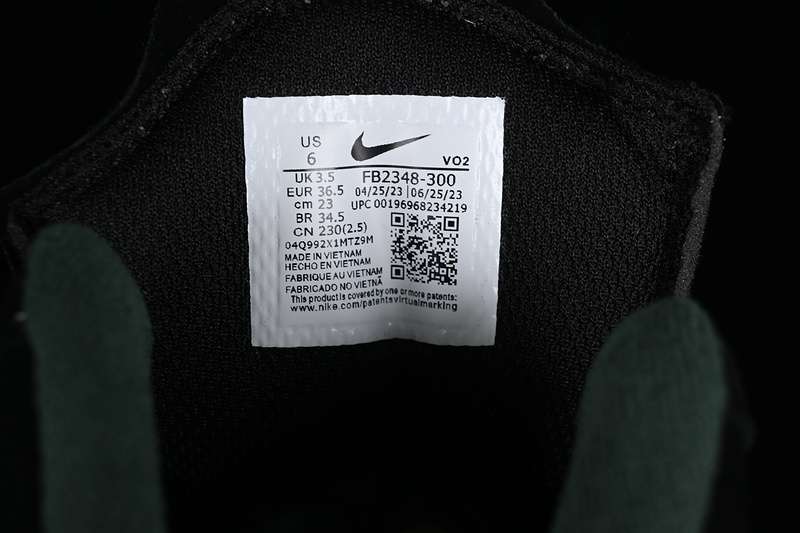 US
6
VO2
UK 3.5 FB2348-300
EUR 36.5 04/25/23 | 06/25/23
cm 23 UPC 00196968234219
BR 34.5
CN 230(2.5)
04Q992X1MTZ9M
MADE IN VIETNAM
HECHO EN VIETNAM
FABRIQUE AU VIETNAM
FABRICADO NO VIETNÃ
This product is covered by one or more patents:
www.nike.com/patentsvirtualmarking